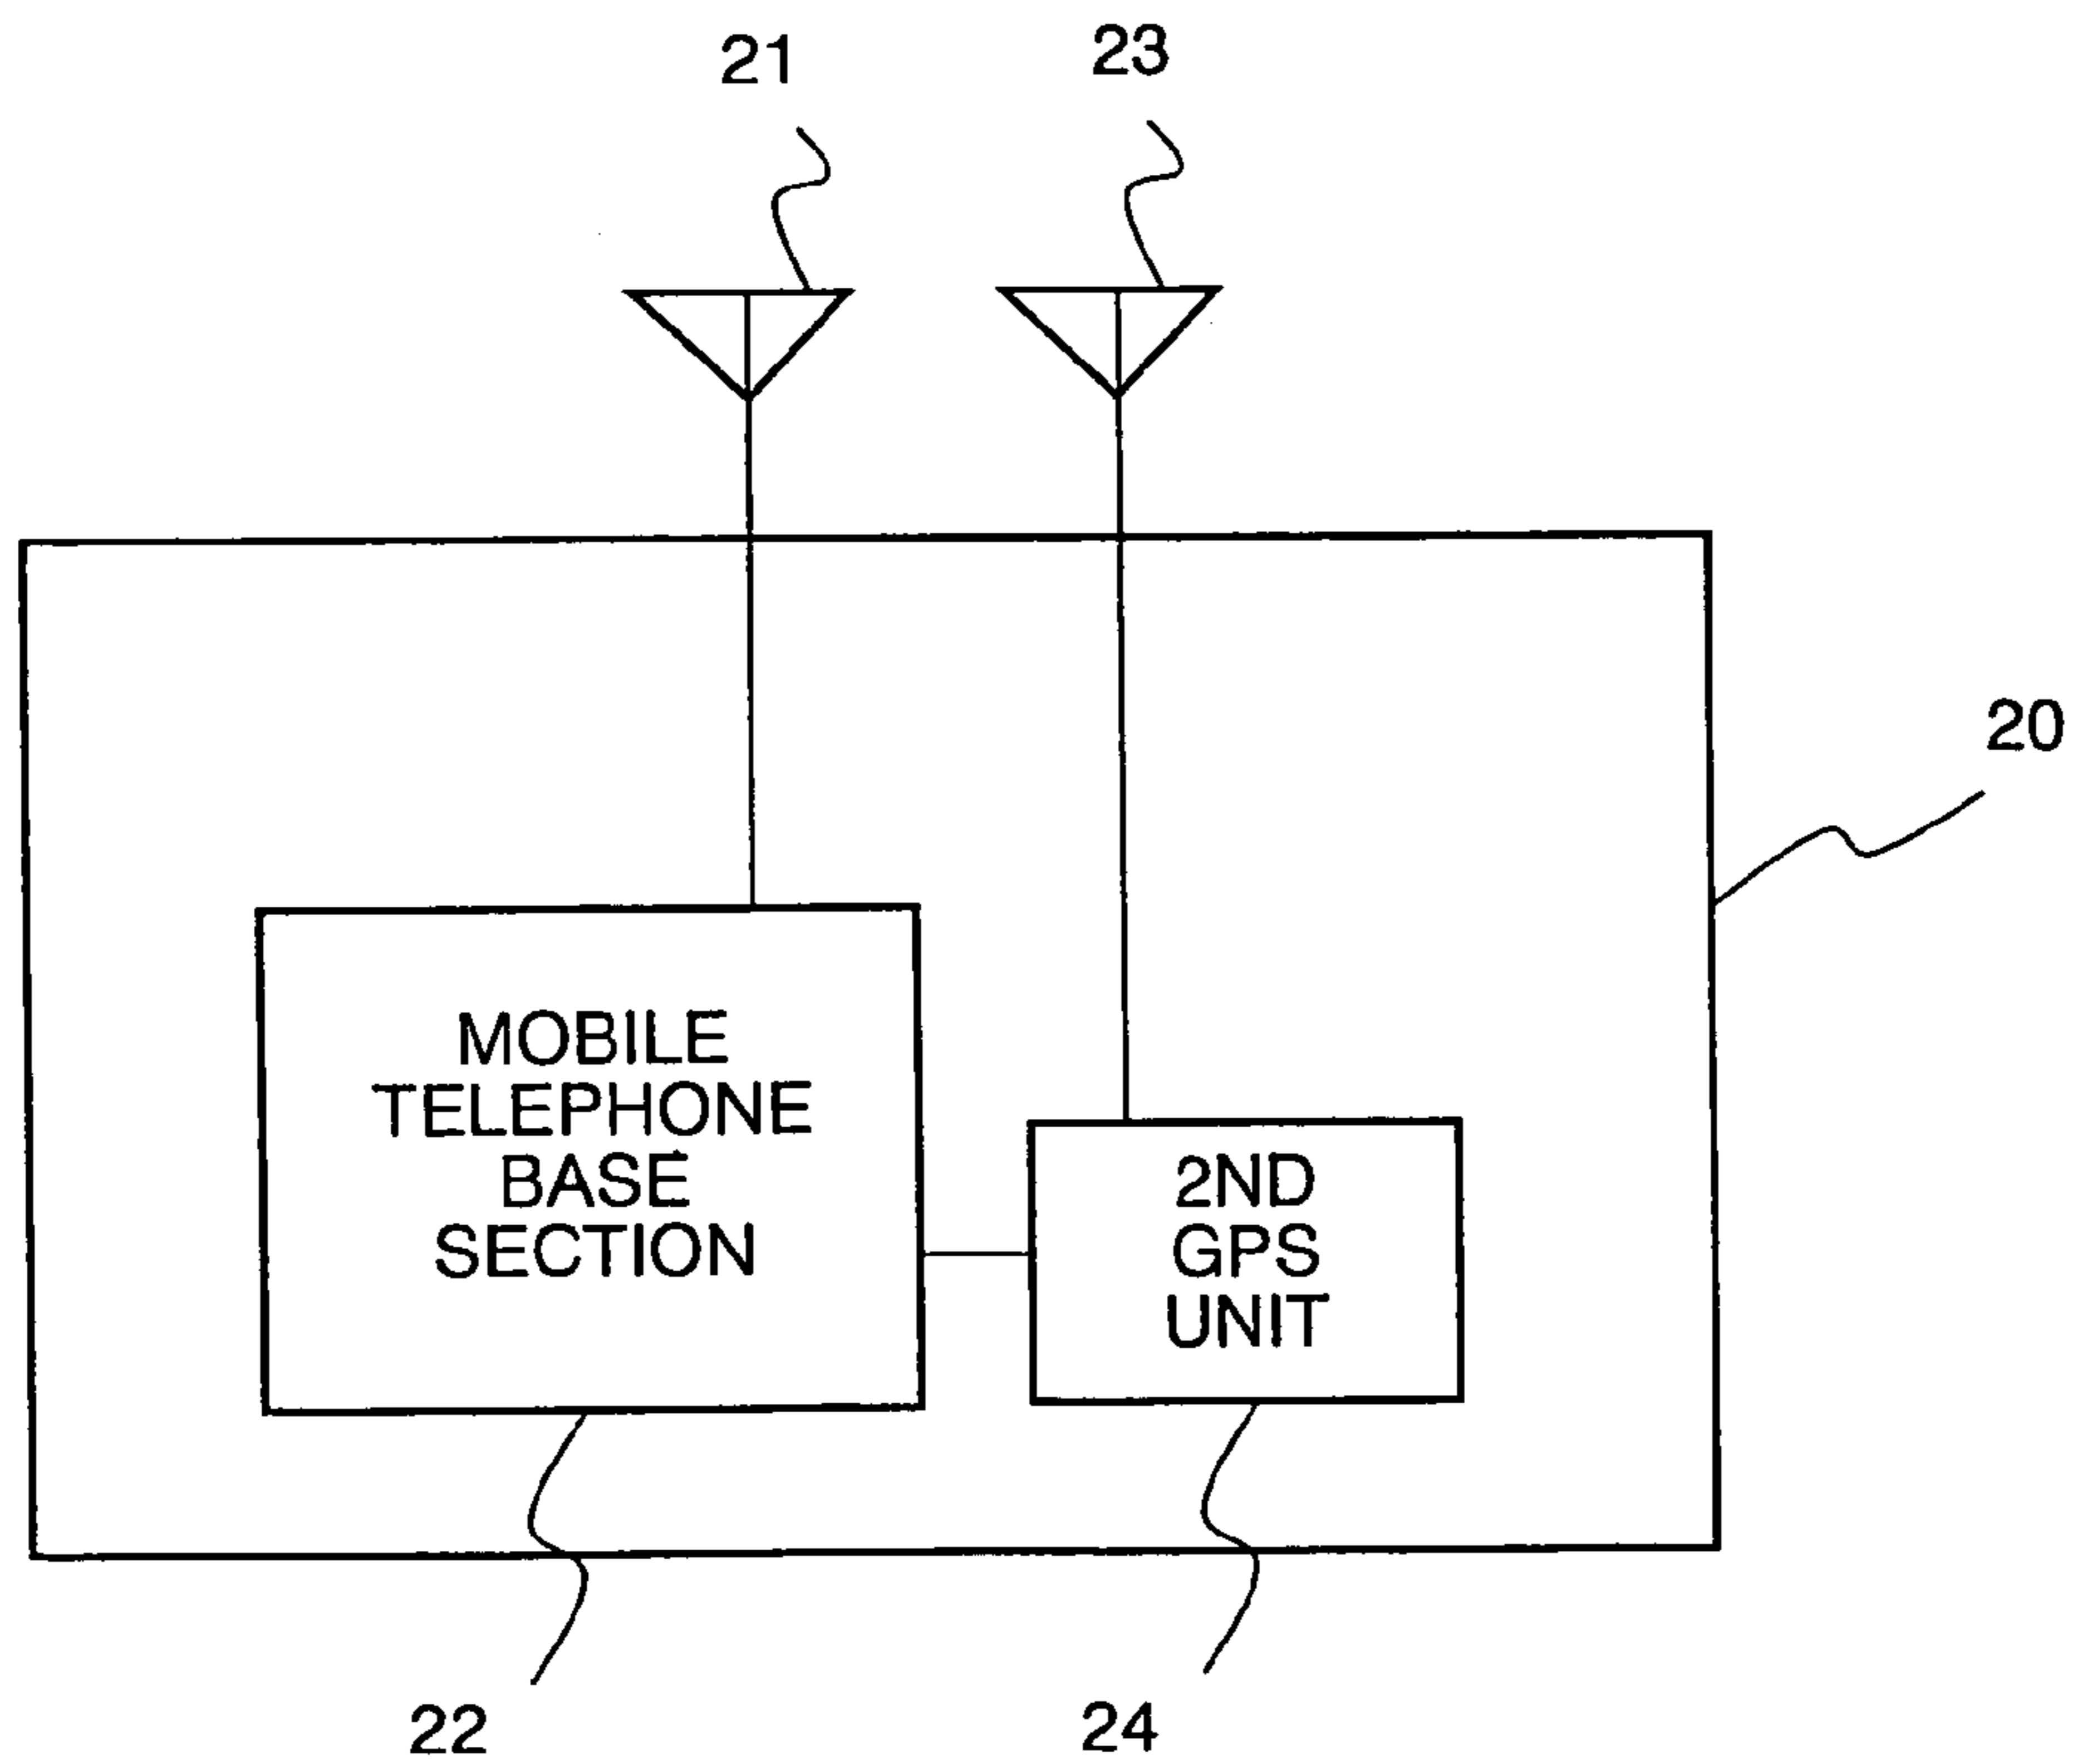 21
23
20
MOBILE
TELEPHONE
BASE
SECTION
2ND
GPS
UNIT
22
24